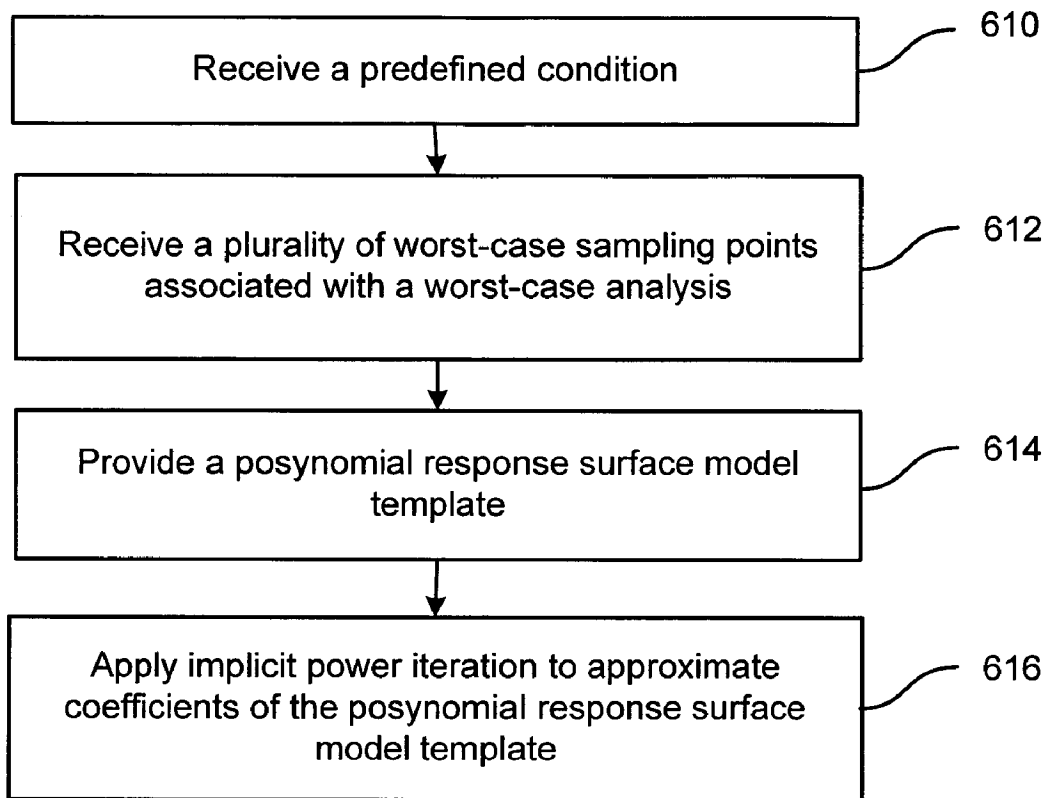 Receive a predefined condition
610
Receive a plurality of worst-case sampling points
associated with a worst-case analysis
612
Provide a posynomial response surface model
template
614
Apply implicit power iteration to approximate
coefficients of the posynomial response surface
model template
616